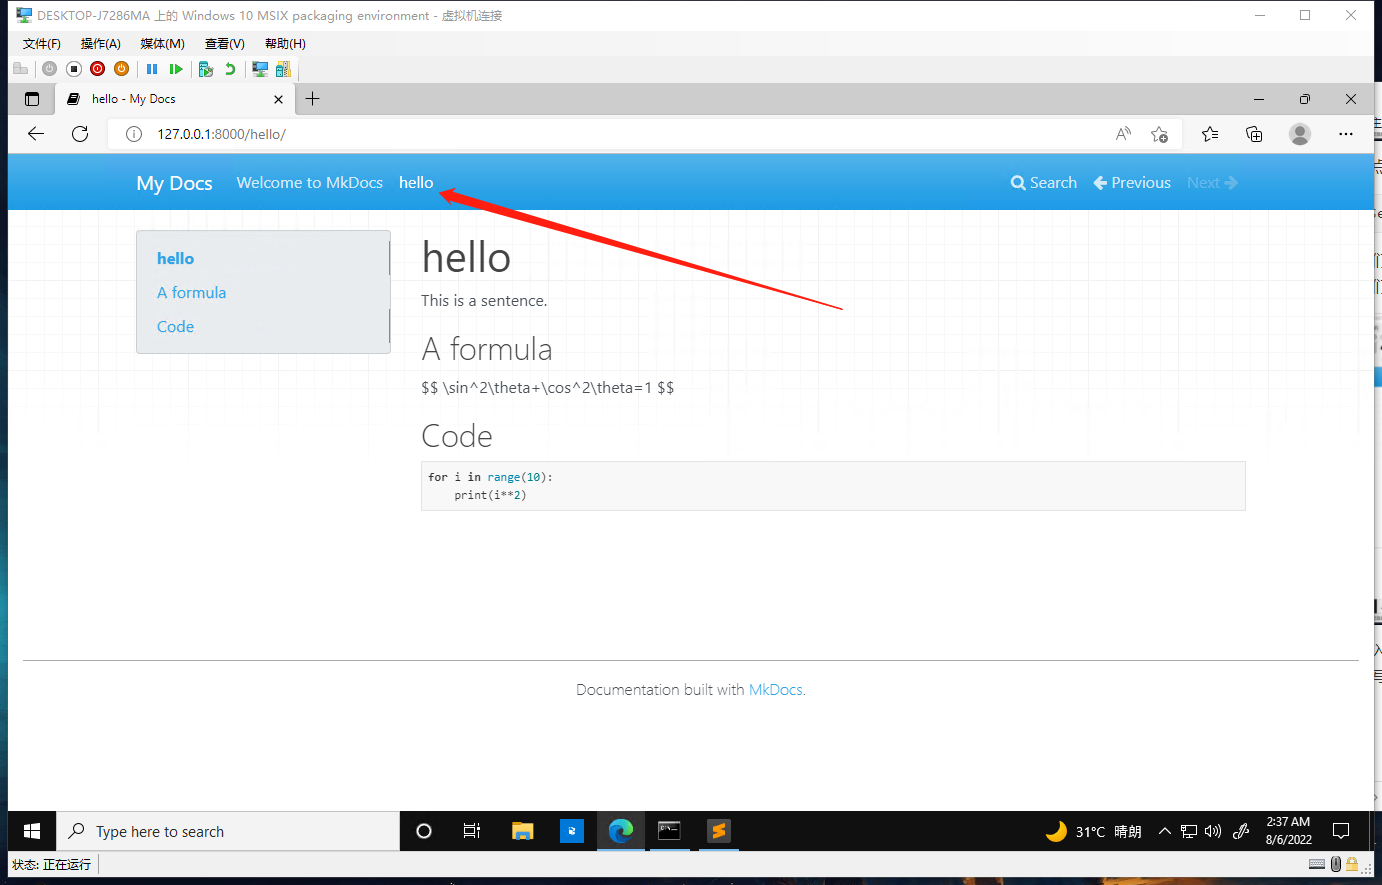 DESKTOP-J7286MA 上的 Windows 10 MSIX packaging environment - 虚拟机连接
文件(F) 操作(A) 媒体(M) 查看(V) 帮助(H)
hello - My Docs
127.0.0.1:8000/hello/
My Docs Welcome to MkDocs hello Search Previous Next
hello
A formula
Code
hello
This is a sentence.
A formula
$$ \sin^2\theta+\cos^2\theta=1 $$
Code
for i in range(10):
    print(i**2)
Documentation built with MkDocs.
Type here to search
31°C 晴朗
2:37 AM
8/6/2022
状态: 正在运行